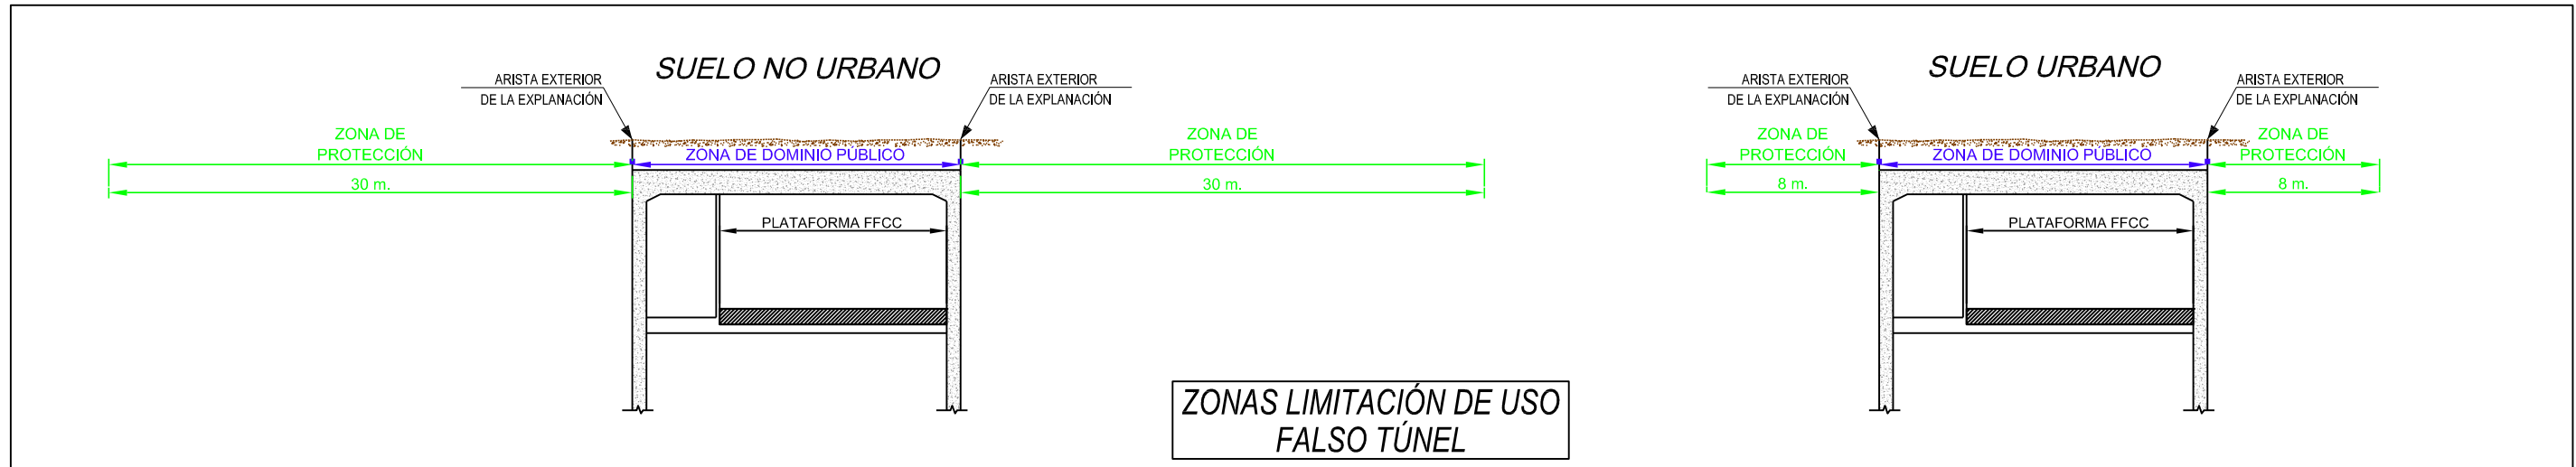 SUELO NO URBANO
ARISTA EXTERIOR
DE LA EXPLANACIÓN
ARISTA EXTERIOR
DE LA EXPLANACIÓN
ZONA DE
PROTECCIÓN
ZONA DE DOMINIO PÚBLICO
ZONA DE
PROTECCIÓN
30 m.
30 m.
PLATAFORMA FFCC
SUELO URBANO
ARISTA EXTERIOR
DE LA EXPLANACIÓN
ARISTA EXTERIOR
DE LA EXPLANACIÓN
ZONA DE
PROTECCIÓN
ZONA DE DOMINIO PÚBLICO
ZONA DE
PROTECCIÓN
8 m.
8 m.
PLATAFORMA FFCC
ZONAS LIMITACIÓN DE USO
FALSO TÚNEL